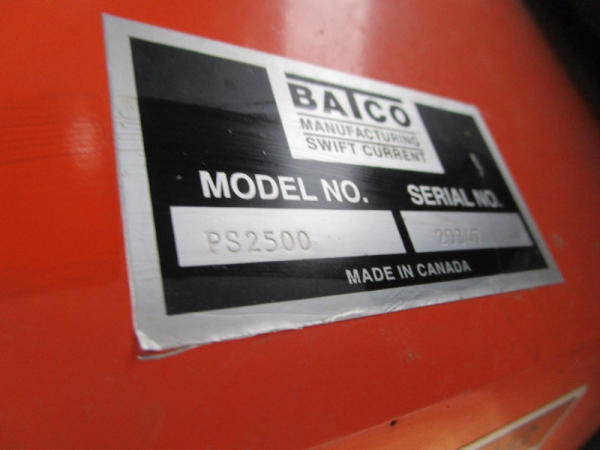 BATCO
MANUFACTURING
SWIFT CURRENT
MODEL NO. SERIAL NO.
PS2500
MADE IN CANADA